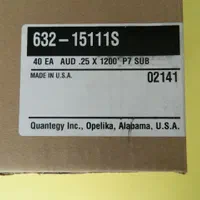 632-15111S
40 EA AUD .25 X 1200' P7 SUB
MADE IN U.S.A.
02141
Quantegy Inc., Opelika, Alabama, U.S.A.